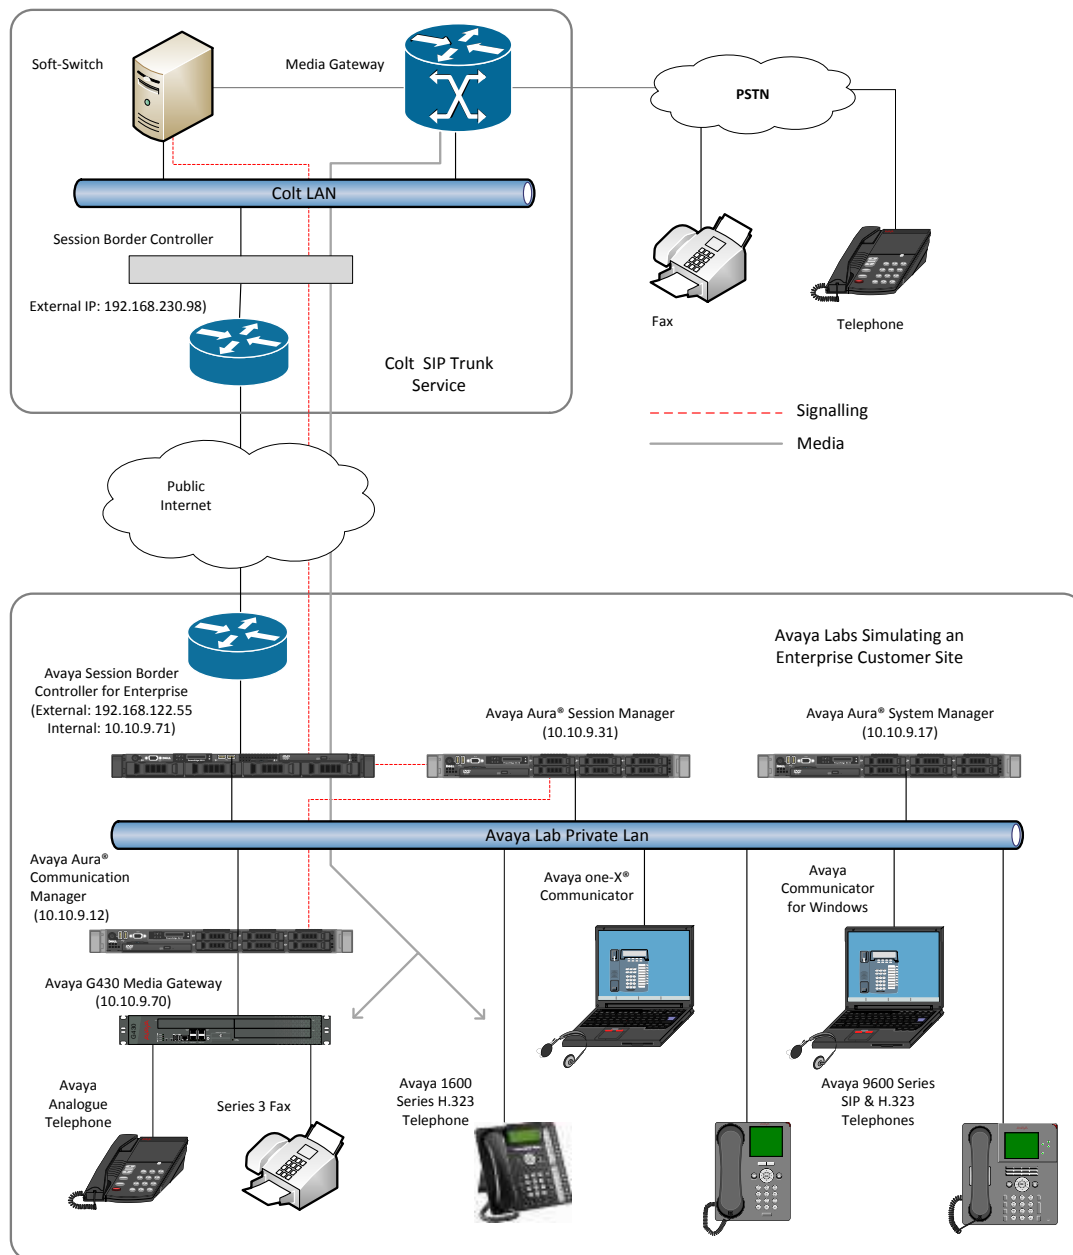 Soft-Switch
Media Gateway
PSTN
Colt LAN
Session Border Controller
External IP: 192.168.230.98)
Fax
Telephone
Colt  SIP Trunk
Service
Signalling
Media
Public
Internet
Avaya Labs Simulating an
Enterprise Customer Site
Avaya Session Border
Controller for Enterprise
(External: 192.168.122.55
Internal: 10.10.9.71)
Avaya Aura® Session Manager
(10.10.9.31)
Avaya Aura® System Manager
(10.10.9.17)
Avaya Lab Private Lan
Avaya Aura®
Communication
Manager
(10.10.9.12)
Avaya one-X®
Communicator
Avaya
Communicator
for Windows
Avaya G430 Media Gateway
(10.10.9.70)
G430
Avaya
Analogue
Telephone
Series 3 Fax
Avaya 1600
Series H.323
Telephone
Avaya 9600 Series
SIP & H.323
Telephones